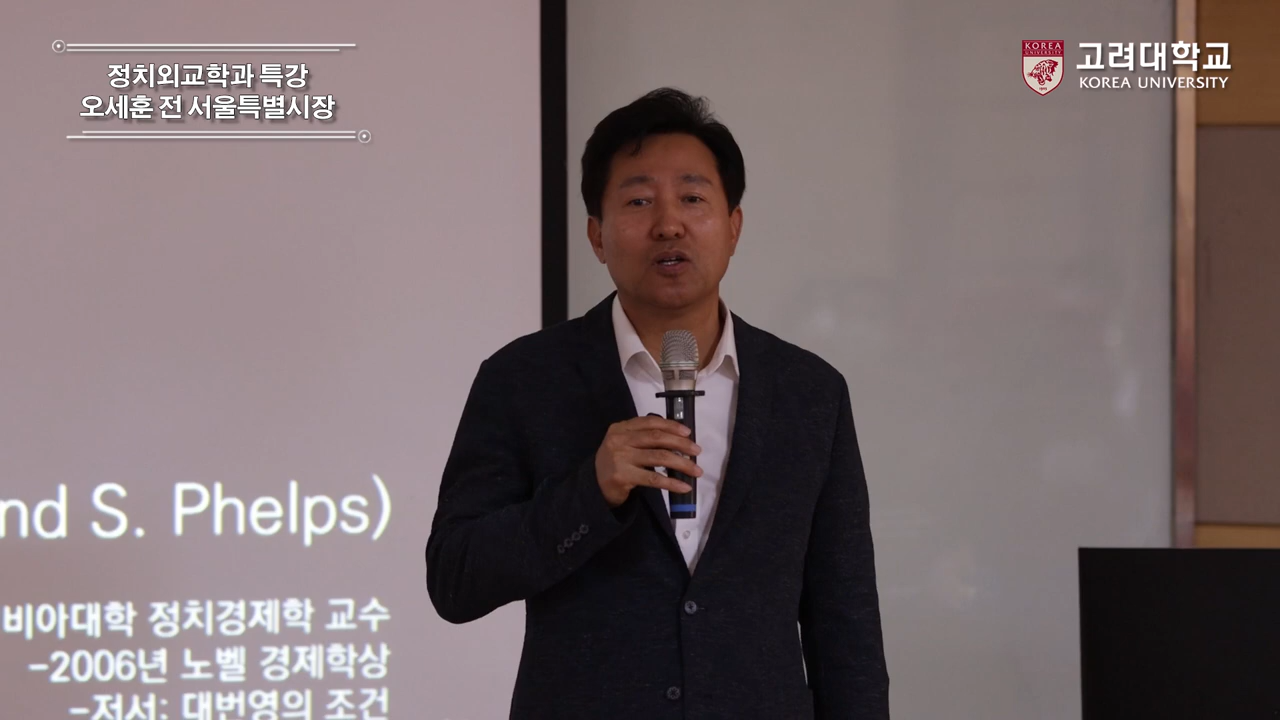 정치외교학과 특강
오세훈 전 서울특별시장
KOREA
UNIVERSITY
고려대학교
KOREA UNIVERSITY
nd S. Phelps)
비아대학 정치경제학 교수
-2006년 노벨 경제학상
-저서: 대번영의 조건